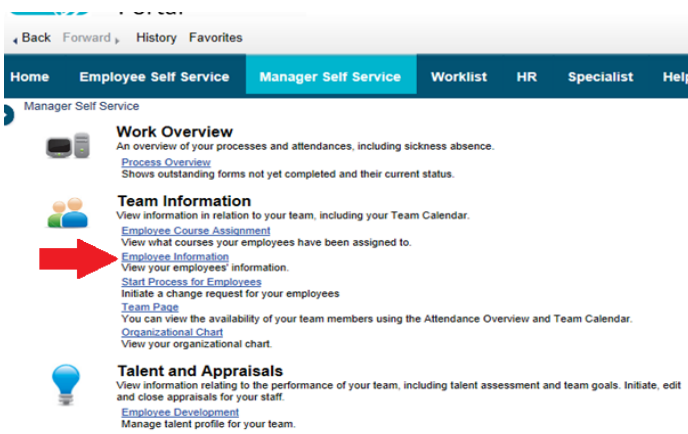 Back Forward History Favorites
Home Employee Self Service Manager Self Service Worklist HR Specialist Help
Manager Self Service
Work Overview
An overview of your processes and attendances, including sickness absence.
Process Overview
Shows outstanding forms not yet completed and their current status.
Team Information
View information in relation to your team, including your Team Calendar.
Employee Course Assignment
View what courses your employees have been assigned to.
Employee Information
View your employees' information.
Start Process for Employees
Initiate a change request for your employees
Team Page
You can view the availability of your team members using the Attendance Overview and Team Calendar.
Organizational Chart
View your organizational chart.
Talent and Appraisals
View information relating to the performance of your team, including talent assessment and team goals. Initiate, edit
and close appraisals for your staff.
Employee Development
Manage talent profile for your team.